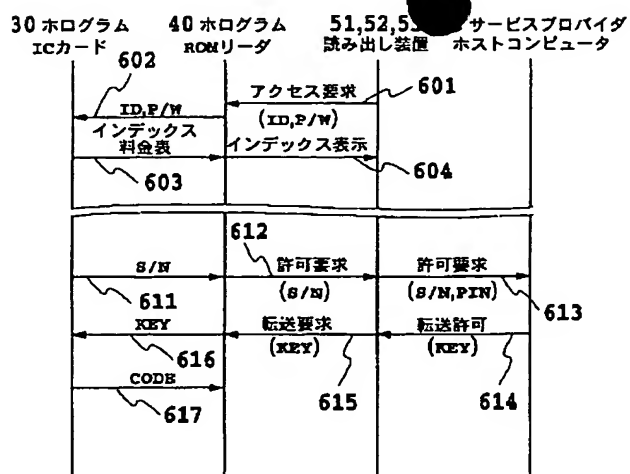 30 ホログラム 40 ホログラム 51,52,53 サービスプロバイダ
ICカード ROMリーダ 読み出し装置 ホストコンピュータ
602
アクセス要求
601
ID,P/W
(ID,P/W)
インデックス
料金表
インデックス表示
603
604
612
S/N
許可要求
許可要求
(S/N)
(S/N,PIN)
611
613
KEY
転送要求
転送許可
(KEY)
(KEY)
616
CODE
617
615
614